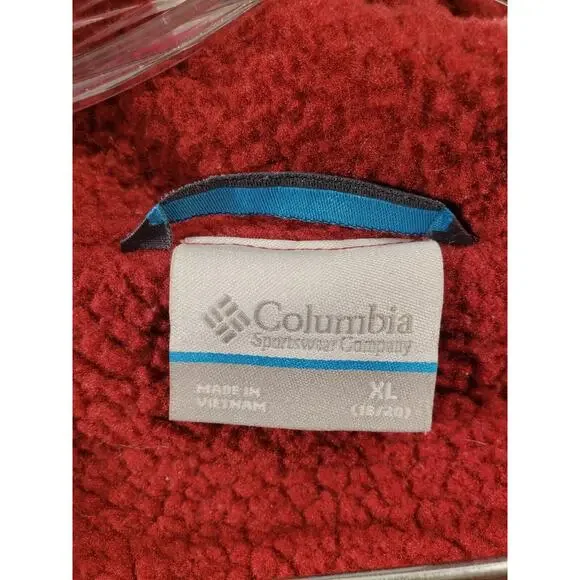 Columbia
Sportswear Company
MADE IN
VIETNAM
XL
(18/20)